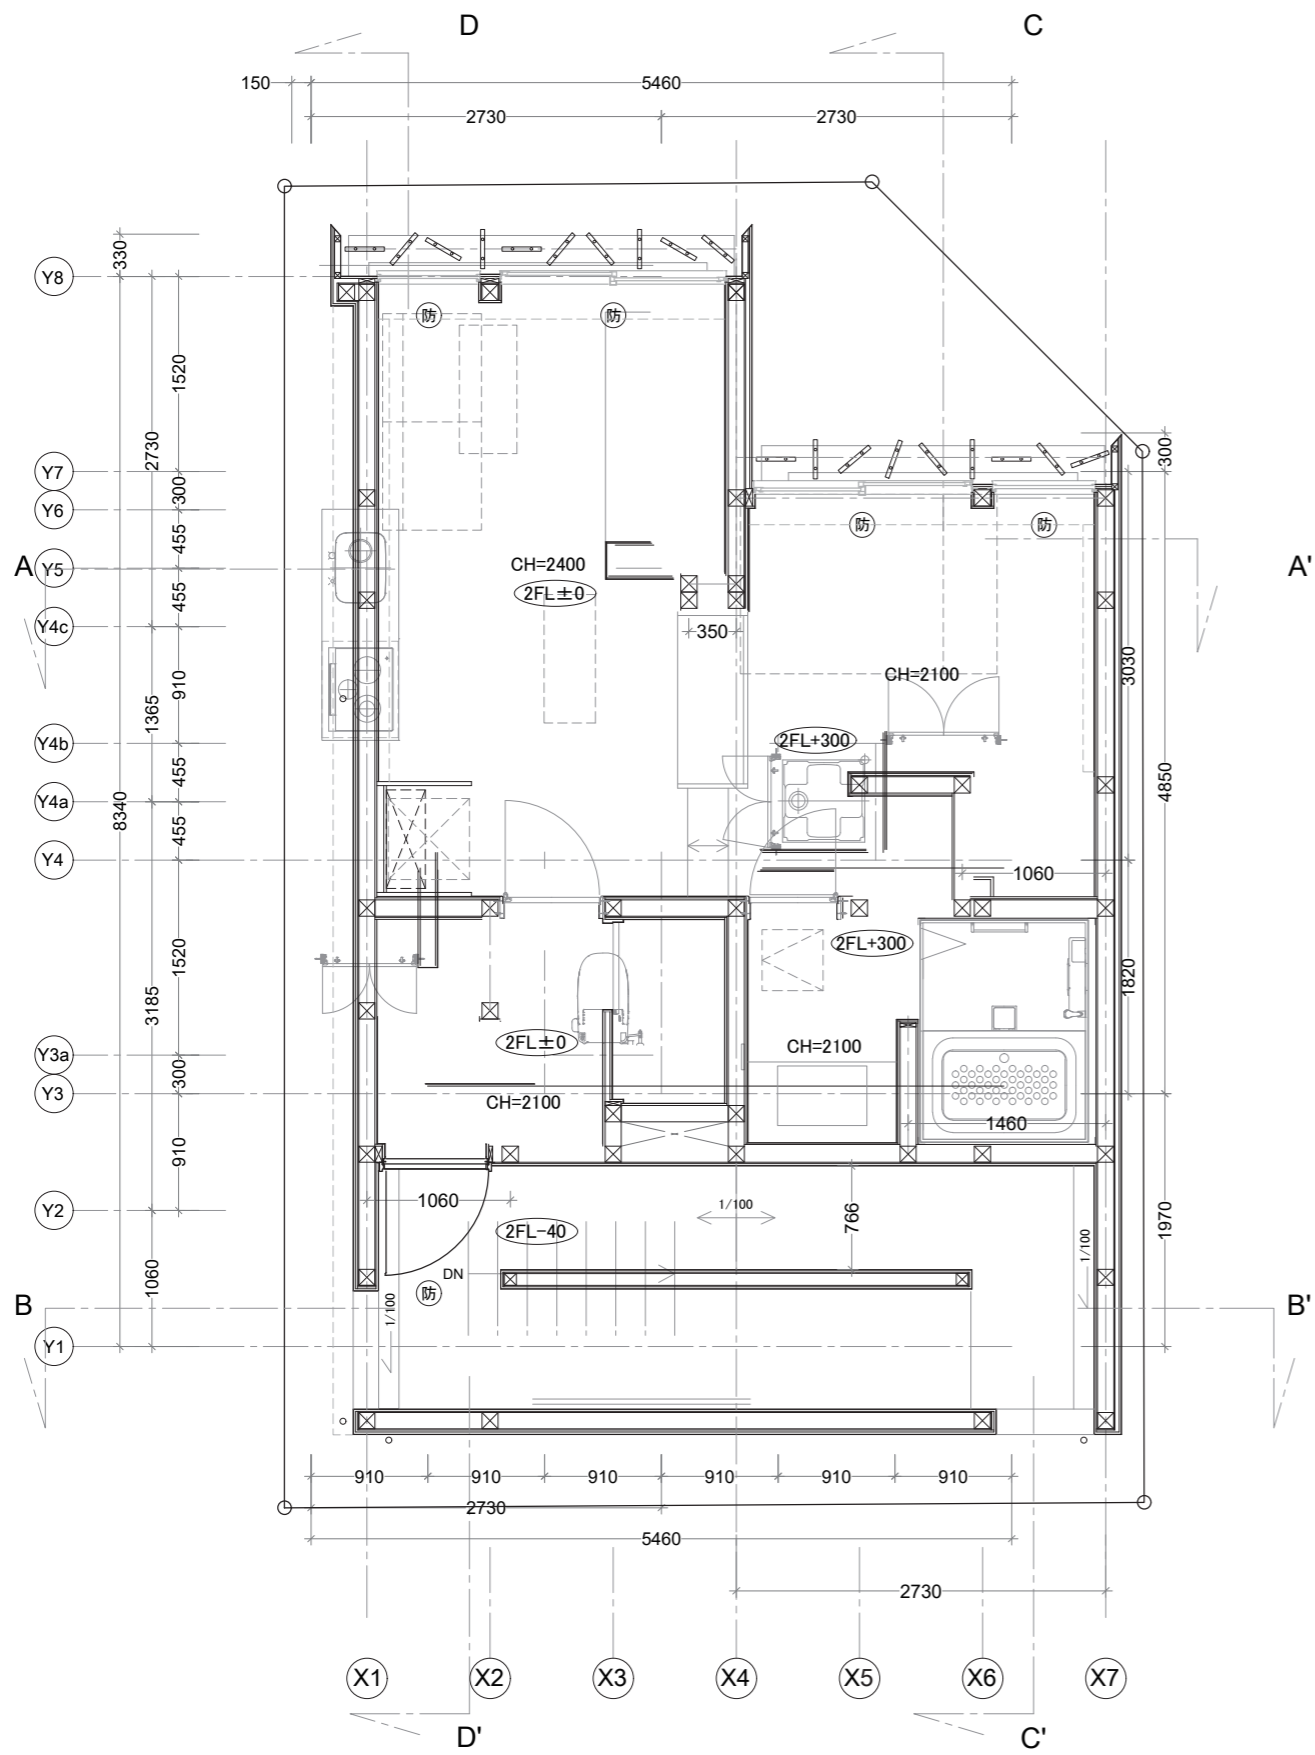 D
C
150
5460
2730
2730
330
Y8
防
防
1520
2730
300
Y7
300
Y6
防
防
455
A
Y5
CH=2400
A'
2FL±0
455
Y4c
350
3030
910
1365
CH=2100
Y4b
2FL+300
455
4850
Y4a
8340
455
Y4
1060
2FL+300
1520
1820
3185
2FL±0
CH=2100
Y3a
300
Y3
CH=2100
1460
910
1060
Y2
1/100
766
1970
2FL-40
1/100
DN
1060
防
B
1/100
B'
Y1
910
910
910
910
910
910
2730
5460
2730
X1
X2
X3
X4
X5
X6
X7
D'
C'